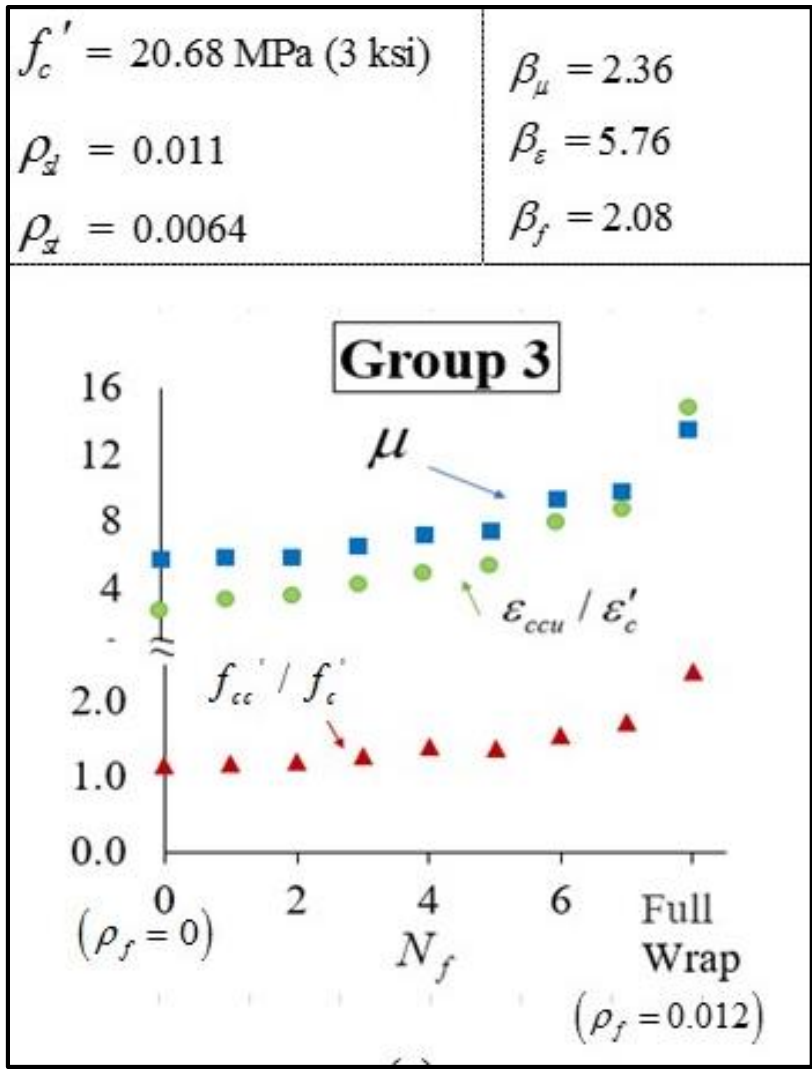 f_c' = 20.68 MPa (3 ksi)
ρ_sl = 0.011
ρ_st = 0.0064
β_μ = 2.36
β_ε = 5.76
β_f = 2.08
Group 3
16
12
8
4
-
μ
ε_ccu / ε_c'
f_cc' / f_c'
2.0
1.0
0.0
0 2 4 6 Full Wrap
(ρ_f = 0)
N_f
(ρ_f = 0.012)